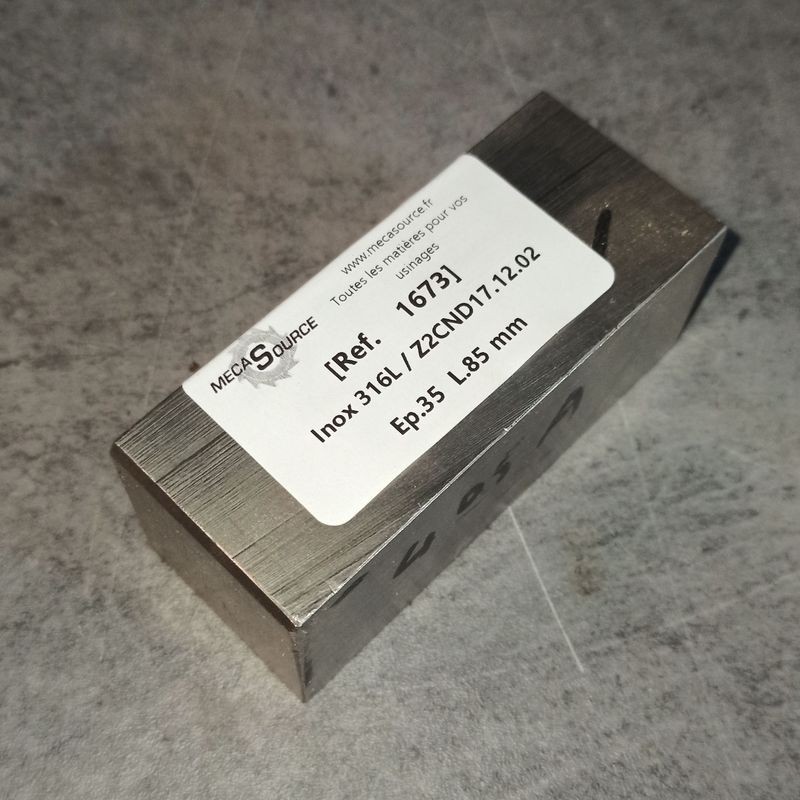 www.mecasource.fr
Toutes les matières pour vos
usinages
MECASOURCE
[Ref. 1673]
Inox 316L / Z2CND17.12.02
Ep.35 L.85 mm